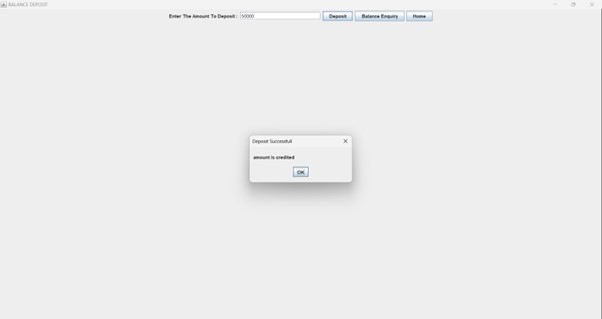 BALANCE DEPOSIT
Enter The Amount To Deposit : 50000 Deposit Balance Enquiry Home
Deposit Successfull
amount is credited
OK